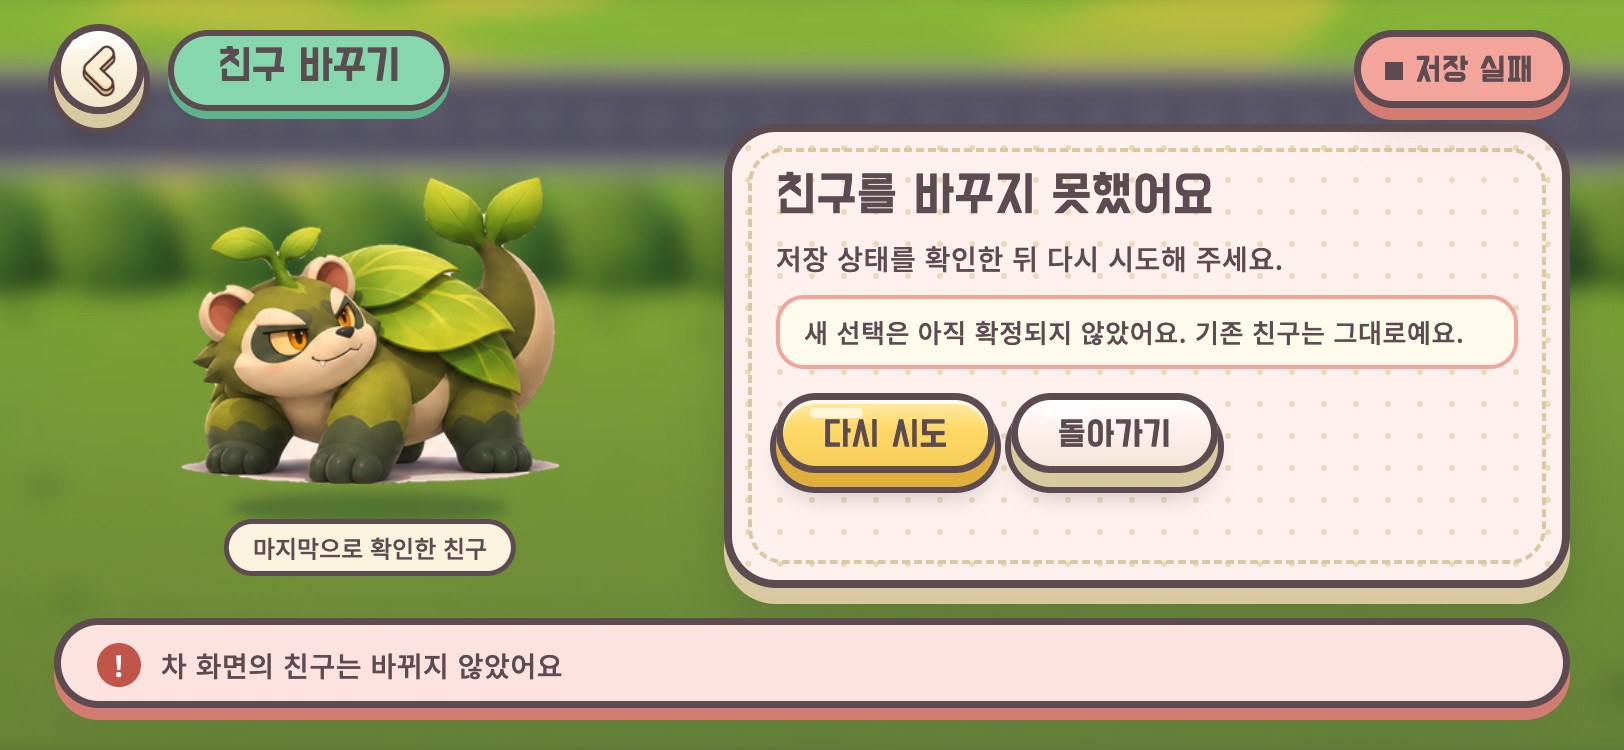 친구 바꾸기
저장 실패
친구를 바꾸지 못했어요
저장 상태를 확인한 뒤 다시 시도해 주세요.
새 선택은 아직 확정되지 않았어요. 기존 친구는 그대로예요.
다시 시도
돌아가기
마지막으로 확인한 친구
! 차 화면의 친구는 바뀌지 않았어요